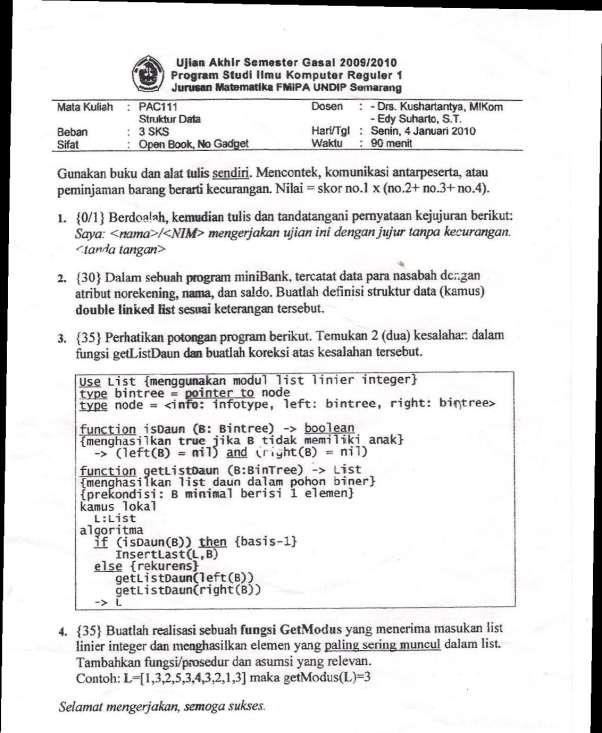 Ujian Akhir Semester Gasal 2009/2010
Program Studi Ilmu Komputer Reguler 1
Jurusan Matematika FMIPA UNDIP Semarang
Mata Kuliah : PAC111 Dosen : - Drs. Kushartantya, MIKom
Struktur Data - Edy Suharto, S.T.
Beban : 3 SKS Hari/Tgl : Senin, 4 Januari 2010
Sifat : Open Book, No Gadget Waktu : 90 menit
Gunakan buku dan alat tulis sendiri. Mencontek, komunikasi antarpeserta, atau
peminjaman barang berarti kecurangan. Nilai = skor no.1 x (no.2+ no.3+ no.4).
1. {0/1} Berdoalah, kemudian tulis dan tandatangani pernyataan kejujuran berikut:
Saya: <nama>/<NIM> mengerjakan ujian ini dengan jujur tanpa kecurangan.
<tanda tangan>
2. {30} Dalam sebuah program miniBank, tercatat data para nasabah dengan
atribut norekening, nama, dan saldo. Buatlah definisi struktur data (kamus)
double linked list sesuai keterangan tersebut.
3. {35} Perhatikan potongan program berikut. Temukan 2 (dua) kesalahan dalam
fungsi getListDaun dan buatlah koreksi atas kesalahan tersebut.
Use List {menggunakan modul list linier integer}
type bintree = pointer to node
type node = <info: infotype, left: bintree, right: bintree>
function isDaun (B: Bintree) -> boolean
{menghasilkan true jika B tidak memiliki anak}
-> (left(B) = nil) and (right(B) = nil)
function getListDaun (B:BinTree) -> List
{menghasilkan list daun dalam pohon biner}
{prekondisi: B minimal berisi 1 elemen}
kamus lokal
L:List
algoritma
if (isDaun(B)) then {basis-1}
InsertLast(L,B)
else {rekurens}
getListDaun(left(B))
getListDaun(right(B))
-> L
4. {35} Buatlah realisasi sebuah fungsi GetModus yang menerima masukan list
linier integer dan menghasilkan elemen yang paling sering muncul dalam list.
Tambahkan fungsi/prosedur dan asumsi yang relevan.
Contoh: L=[1,3,2,5,3,4,3,2,1,3] maka getModus(L)=3
Selamat mengerjakan, semoga sukses.